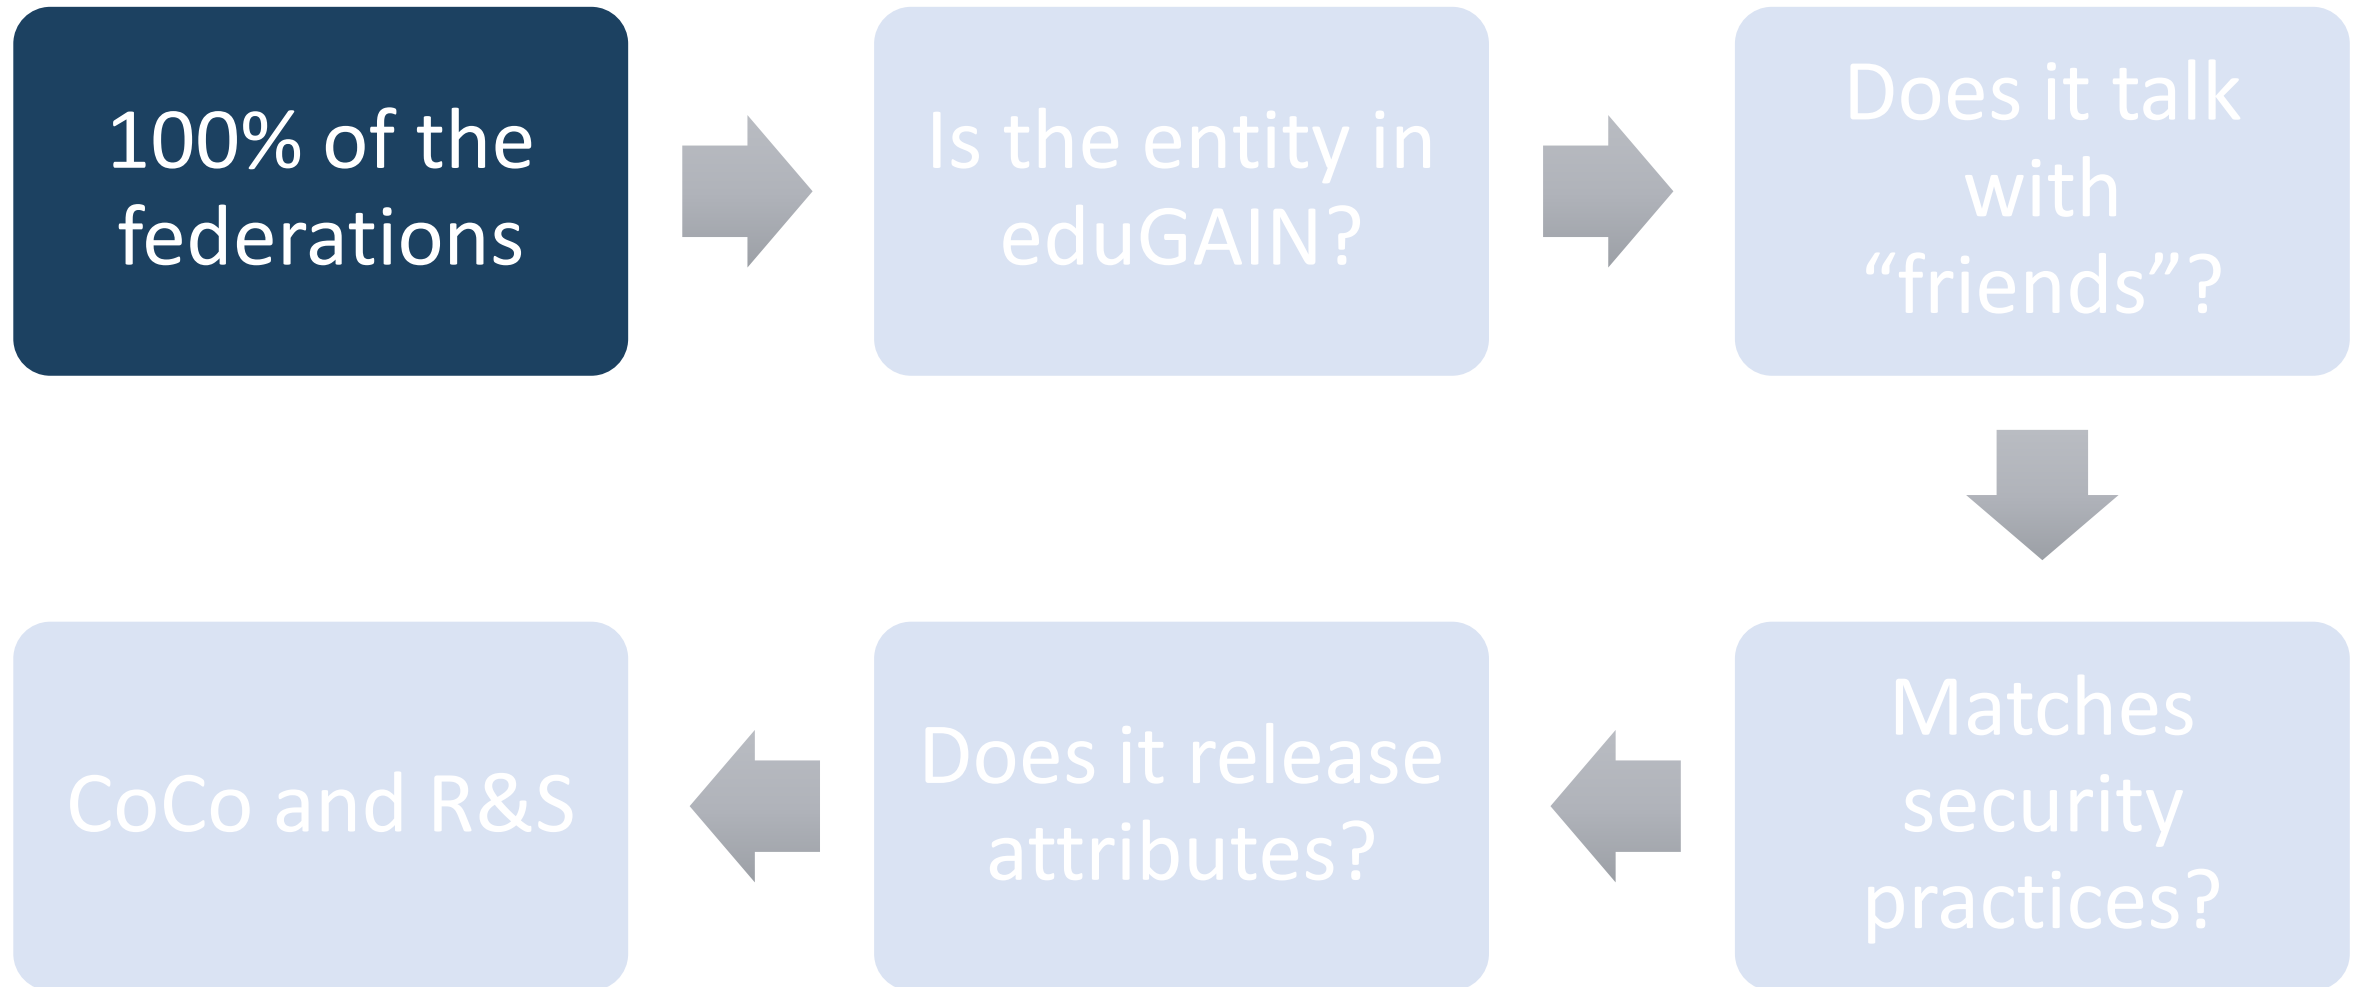 100% of the
federations
Is the entity in
eduGAIN?
Does it talk
with
“friends”?
Matches
security
practices?
Does it release
attributes?
CoCo and R&S